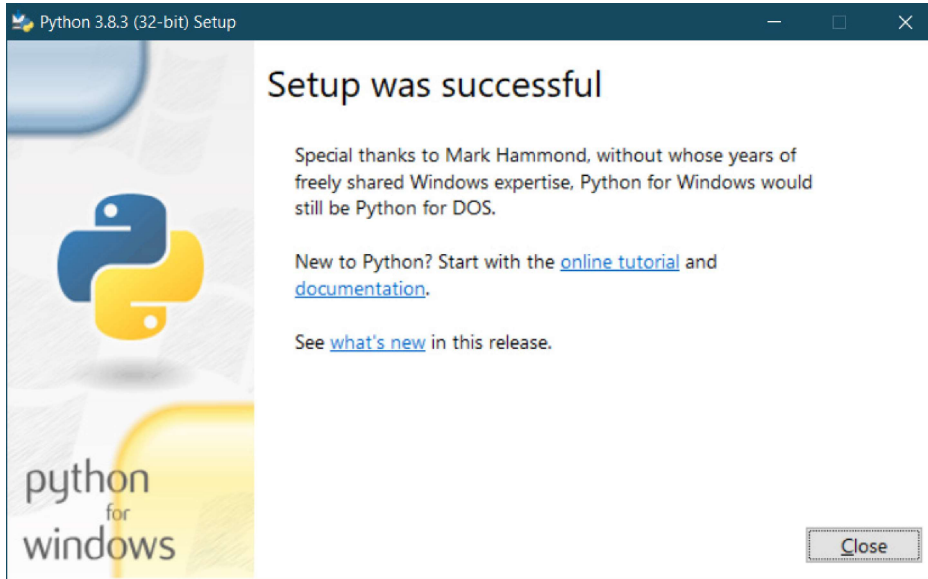 Python 3.8.3 (32-bit) Setup
Setup was successful
Special thanks to Mark Hammond, without whose years of
freely shared Windows expertise, Python for Windows would
still be Python for DOS.
New to Python? Start with the online tutorial and
documentation.
See what's new in this release.
python
for
windows
Close